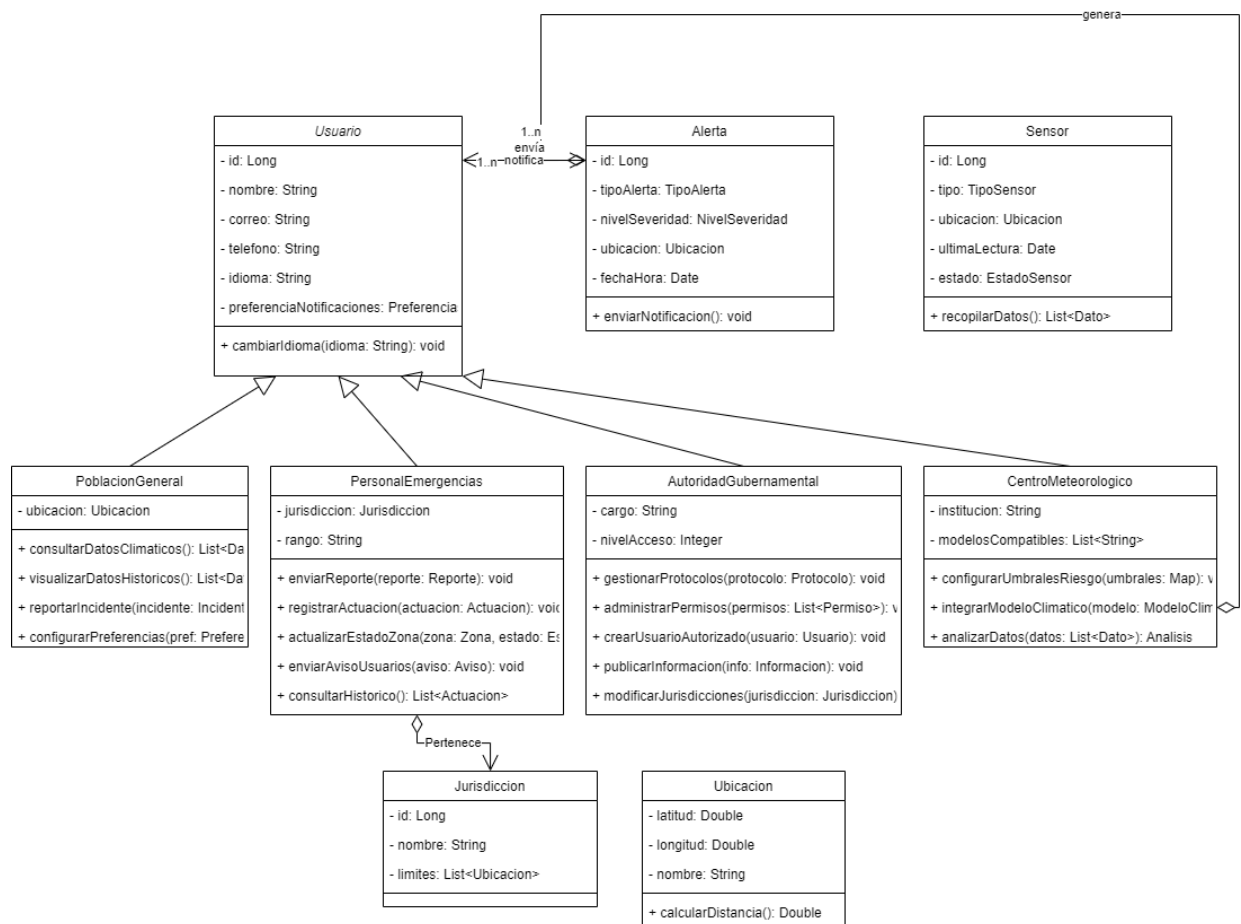 genera
Usuario
- id: Long
- nombre: String
- correo: String
- telefono: String
- idioma: String
- preferenciaNotificaciones: Preferencia
+ cambiarIdioma(idioma: String): void
1..n
envía
1..n
notifica
Alerta
- id: Long
- tipoAlerta: TipoAlerta
- nivelSeveridad: NivelSeveridad
- ubicacion: Ubicacion
- fechaHora: Date
+ enviarNotificacion(): void
Sensor
- id: Long
- tipo: TipoSensor
- ubicacion: Ubicacion
- ultimaLectura: Date
- estado: EstadoSensor
+ recopilarDatos(): List<Dato>
PoblacionGeneral
- ubicacion: Ubicacion
+ consultarDatosClimaticos(): List<Da
+ visualizarDatosHistoricos(): List<Da
+ reportarIncidente(incidente: Inciden
+ configurarPreferencias(pref: Prefere
PersonalEmergencias
- jurisdiccion: Jurisdiccion
- rango: String
+ enviarReporte(reporte: Reporte): void
+ registrarActuacion(actuacion: Actuacion): voi
+ actualizarEstadoZona(zona: Zona, estado: Es
+ enviarAvisoUsuarios(aviso: Aviso): void
+ consultarHistorico(): List<Actuacion>
AutoridadGubernamental
- cargo: String
- nivelAcceso: Integer
+ gestionarProtocolos(protocolo: Protocolo): void
+ administrarPermisos(permisos: List<Permiso>): v
+ crearUsuarioAutorizado(usuario: Usuario): void
+ publicarInformacion(info: Informacion): void
+ modificarJurisdicciones(jurisdiccion: Jurisdiccion)
CentroMeteorologico
- institucion: String
- modelosCompatibles: List<String>
+ configurarUmbralesRiesgo(umbrales: Map): v
+ integrarModeloClimatico(modelo: ModeloClim
+ analizarDatos(datos: List<Dato>): Analisis
Pertenece
Jurisdiccion
- id: Long
- nombre: String
- limites: List<Ubicacion>
Ubicacion
- latitud: Double
- longitud: Double
- nombre: String
+ calcularDistancia(): Double